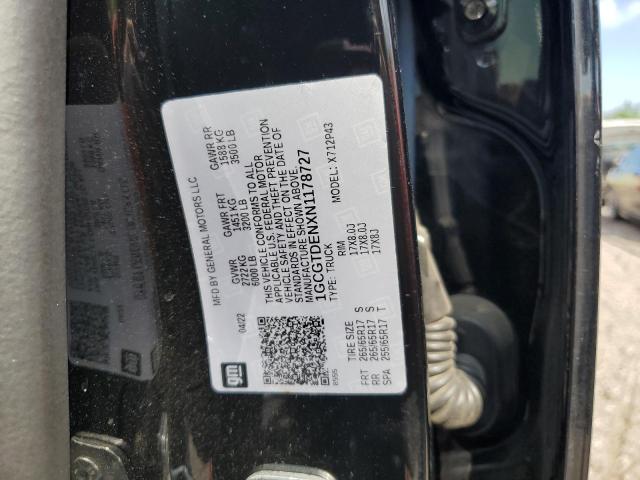 gm
MFD BY GENERAL MOTORS LLC
04/22
GVWR GAWR FRT GAWR RR
2722 KG 1451 KG 1588 KG
6000 LB 3200 LB 3500 LB
THIS VEHICLE CONFORMS TO ALL
APPLICABLE U.S. FEDERAL MOTOR
VEHICLE SAFETY AND THEFT PREVENTION
STANDARDS IN EFFECT ON THE DATE OF
MANUFACTURE SHOWN ABOVE.
1GCGTDENXN1178727
TYPE: TRUCK MODEL: X712P43
TIRE SIZE RIM
FRT 265/65R17 S 17X8.0J
RR 265/65R17 S 17X8.0J
SPA 255/65R17 T 17X8J